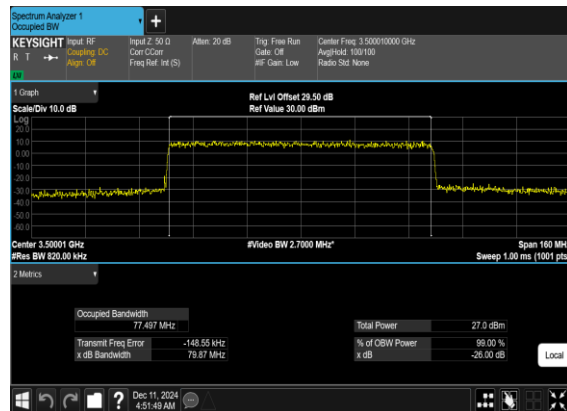 Spectrum Analyzer 1
Occupied BW
+
KEYSIGHT Input: RF Input Z: 50 Ω Atten: 20 dB Trig: Free Run Center Freq: 3.500010000 GHz
R T Coupling: DC Corr CCorr Gate: Off Avg|Hold: 100/100
Align: Off Freq Ref: Int (S) #IF Gain: Low Radio Std: None
1 Graph
Ref Lvl Offset 29.50 dB
Scale/Div 10.0 dB Ref Value 30.00 dBm
Log
20.0
10.0
0.00
-10.0
-20.0
-30.0
-40.0
-50.0
-60.0
Center 3.50001 GHz #Video BW 2.7000 MHz* Span 160 MH
#Res BW 820.00 kHz Sweep 1.00 ms (1001 pts
2 Metrics
Occupied Bandwidth
77.497 MHz Total Power 27.0 dBm
Transmit Freq Error -148.55 kHz % of OBW Power 99.00 %
x dB Bandwidth 79.87 MHz x dB -26.00 dB
Local
? Dec 11, 2024
4:51:49 AM